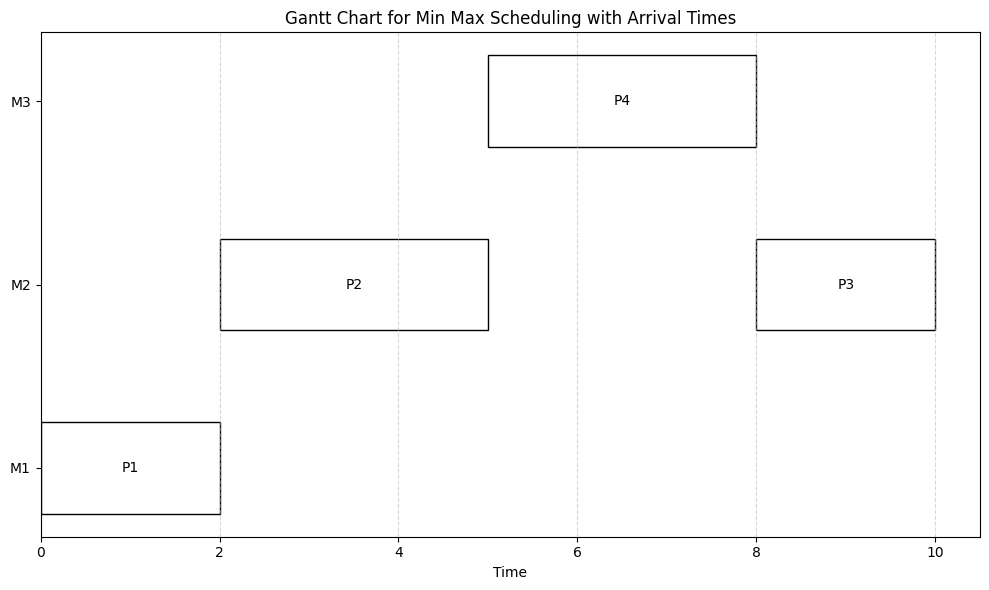 Gantt Chart for Min Max Scheduling with Arrival Times
M3
P4
M2
P2
P3
M1
P1
0 2 4 6 8 10
Time